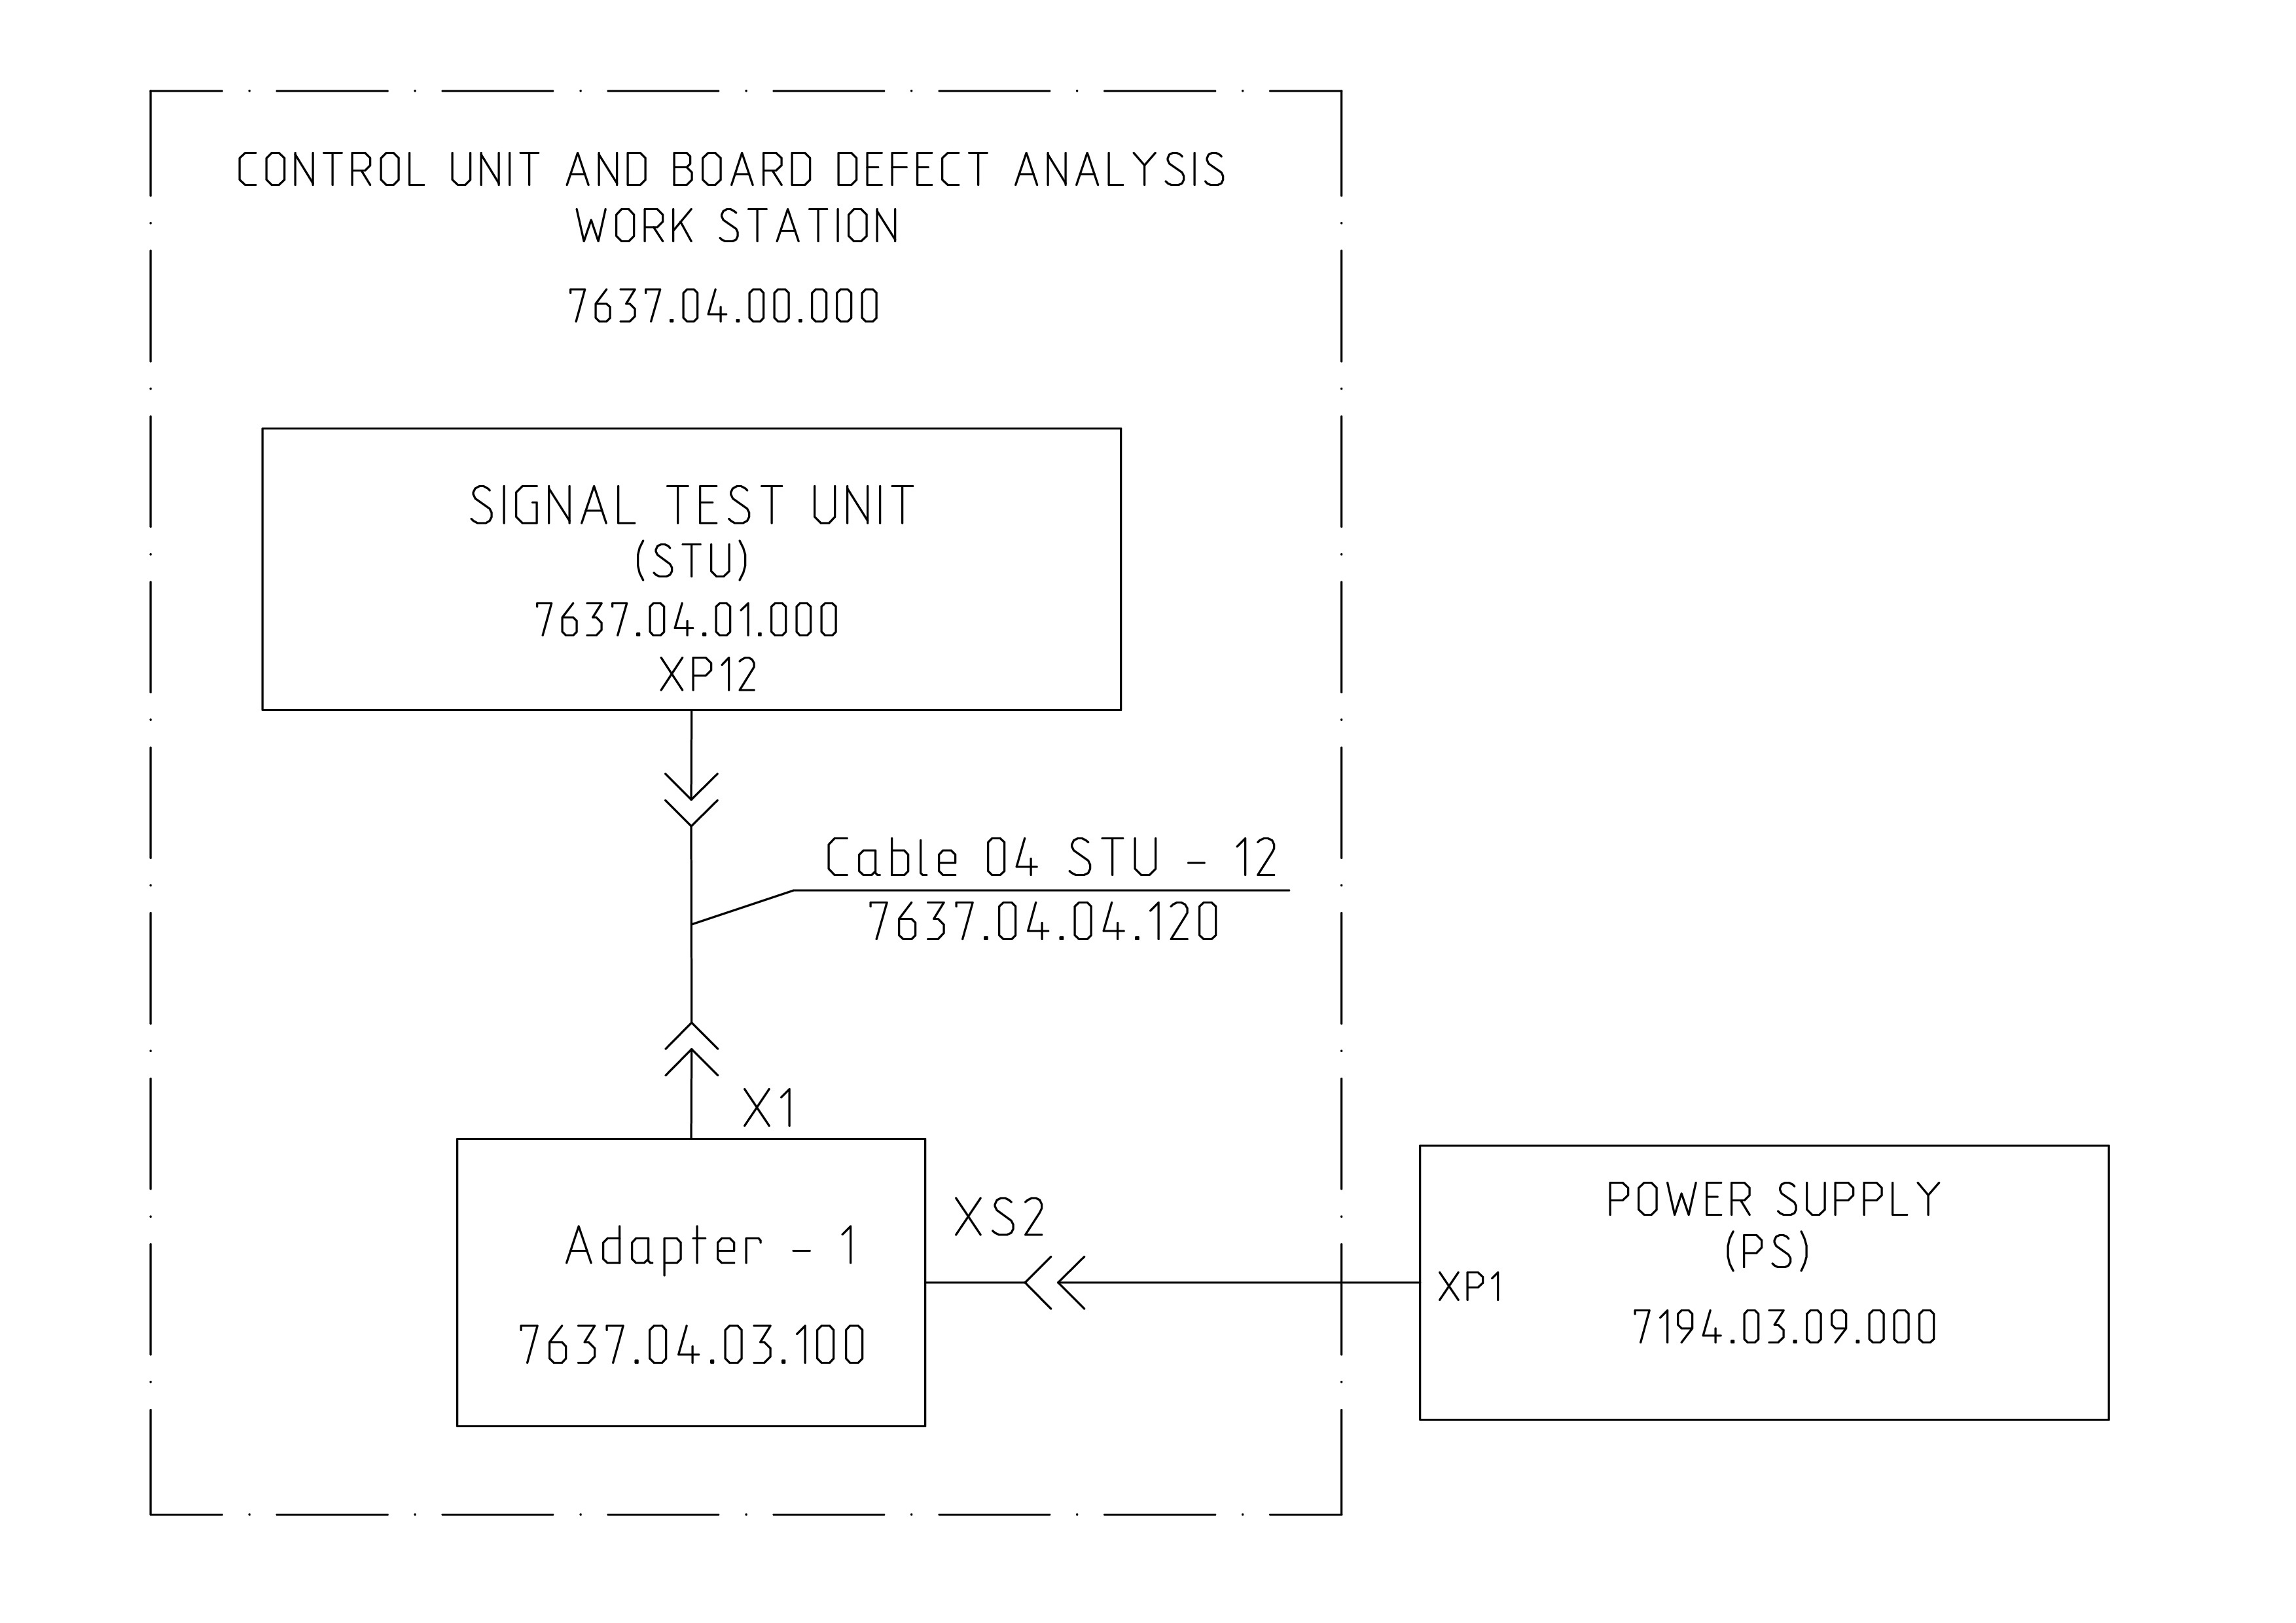 CONTROL UNIT AND BOARD DEFECT ANALYSIS
WORK STATION
7637.04.00.000
SIGNAL TEST UNIT
(STU)
7637.04.01.000
XP12
Cable 04 STU - 12
7637.04.04.120
X1
Adapter - 1
7637.04.03.100
XS2
XP1
POWER SUPPLY
(PS)
7194.03.09.000